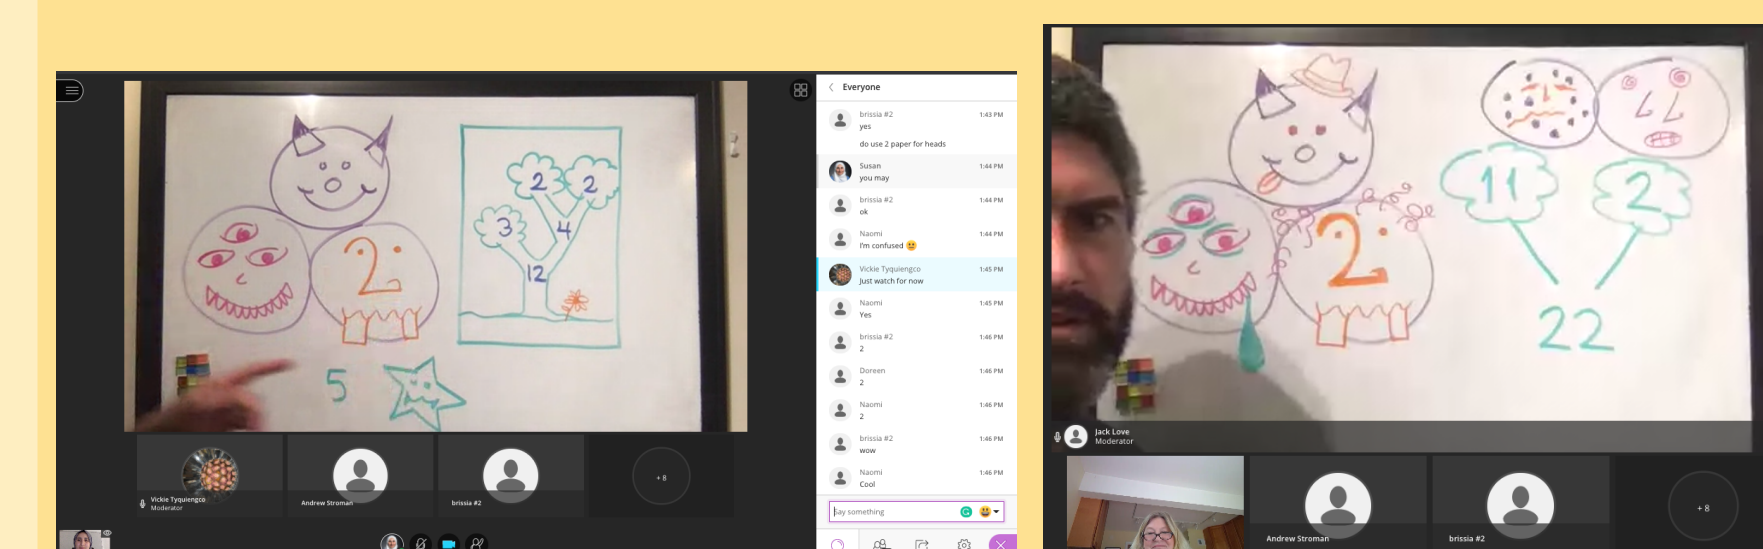 2 2
3 4
12
2
5
Vickie Tyquiengco
Moderator
Andrew Stroman
brissia #2
+ 8
Everyone
brissia #2 1:43 PM
yes
do use 2 paper for heads
Susan 1:44 PM
you may
brissia #2 1:44 PM
ok
Naomi 1:44 PM
I'm confused
Vickie Tyquiengco 1:45 PM
Just watch for now
Naomi 1:45 PM
Yes
brissia #2 1:46 PM
2
Doreen 1:46 PM
2
Naomi 1:46 PM
2
brissia #2 1:46 PM
wow
Naomi 1:46 PM
Cool
Say something
11 2
2
22
Jack Love
Moderator
Andrew Stroman
brissia #2
+ 8